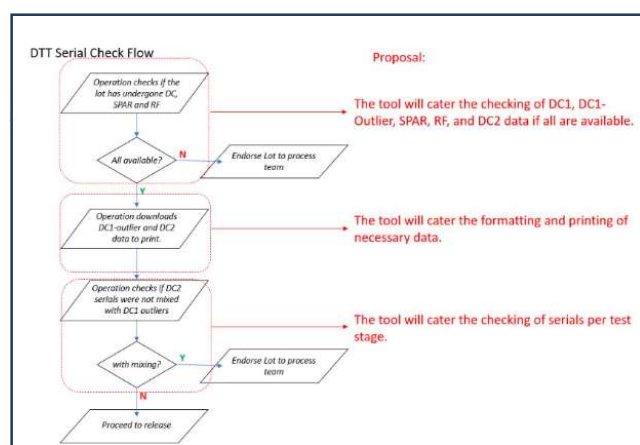 DTT Serial Check Flow
Proposal:
Operation checks if the
lot has undergone DC,
SPAR and RF
The tool will cater the checking of DC1, DC1-
Outlier, SPAR, RF, and DC2 data if all are available.
All available?
N
Endorse Lot to process
team
Y
Operation downloads
DC1-outlier and DC2
data to print.
The tool will cater the formatting and printing of
necessary data.
Operation checks if DC2
serials were not mixed
with DC1 outliers
The tool will cater the checking of serials per test
stage.
with mixing?
Y
Endorse Lot to process
team
N
Proceed to release